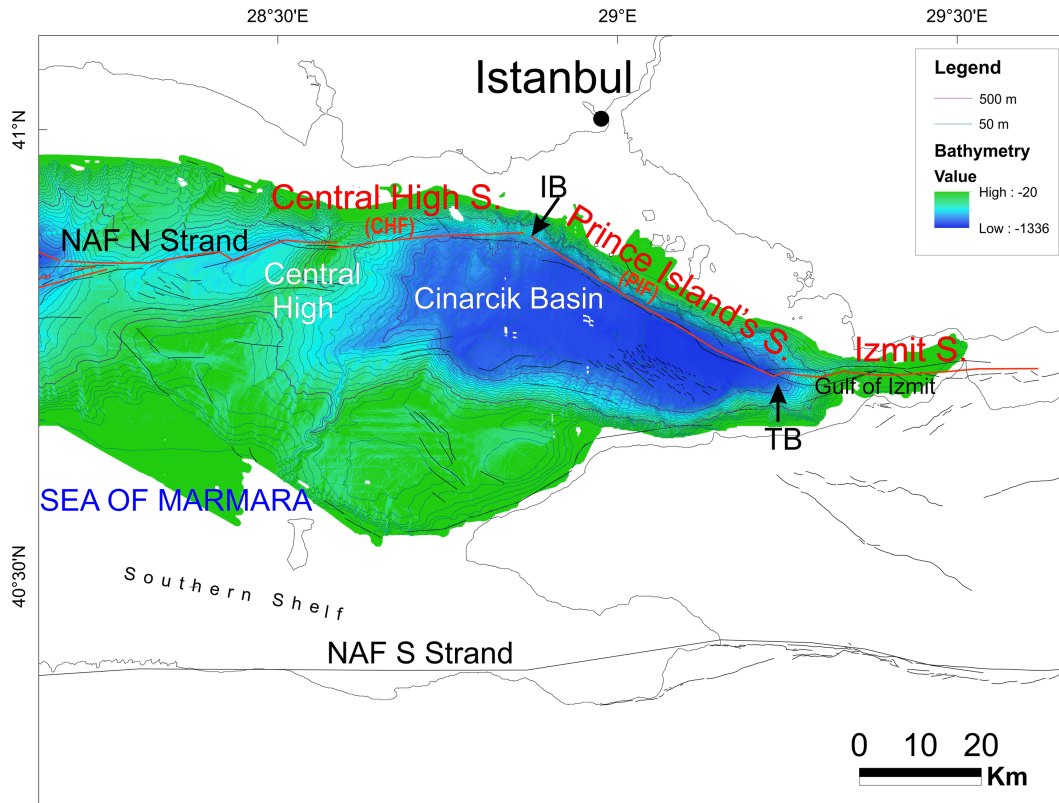 28°30'E
29°E
29°30'E
41°N
40°30'N
Istanbul
Legend
500 m
50 m
Bathymetry
Value
High : -20
Low : -1336
IB
Central High S.
(CHF)
Prince Island's S.
(PIF)
NAF N Strand
Central
High
Cinarcik Basin
Izmit S.
Gulf of Izmit
TB
SEA OF MARMARA
Southern Shelf
NAF S Strand
0 10 20
Km